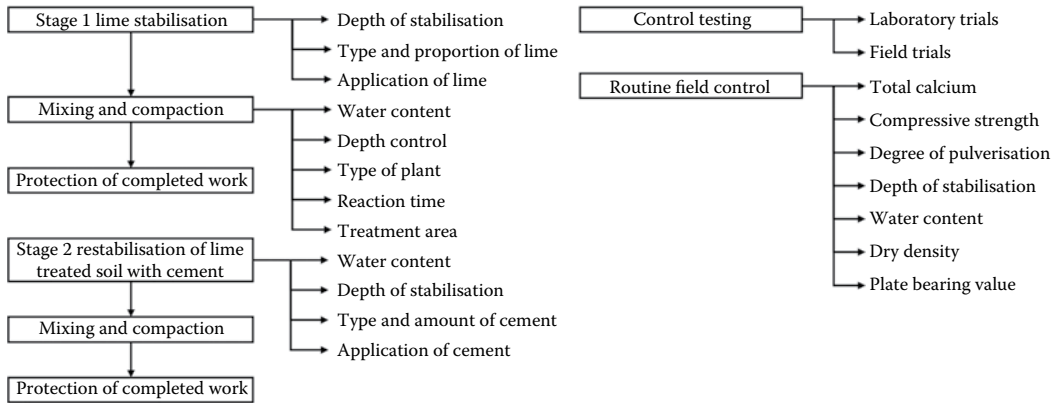 Stage 1 lime stabilisation
Depth of stabilisation
Type and proportion of lime
Application of lime
Mixing and compaction
Water content
Depth control
Type of plant
Reaction time
Treatment area
Protection of completed work
Stage 2 restabilisation of lime
treated soil with cement
Water content
Depth of stabilisation
Type and amount of cement
Application of cement
Mixing and compaction
Protection of completed work
Control testing
Laboratory trials
Field trials
Routine field control
Total calcium
Compressive strength
Degree of pulverisation
Depth of stabilisation
Water content
Dry density
Plate bearing value